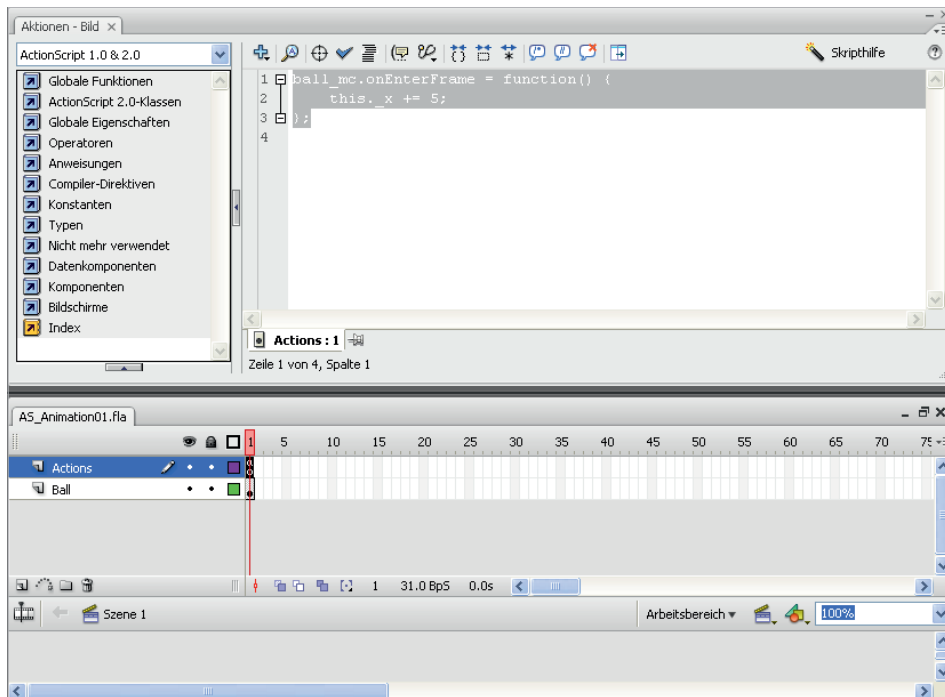 Aktionen - Bild
ActionScript 1.0 & 2.0
Skripthilfe
Globale Funktionen
ActionScript 2.0-Klassen
Globale Eigenschaften
Operatoren
Anweisungen
Compiler-Direktiven
Konstanten
Typen
Nicht mehr verwendet
Datenkomponenten
Komponenten
Bildschirme
Index
1 ball_mc.onEnterFrame = function() {
2 this._x += 5;
3 };
4
Actions : 1
Zeile 1 von 4, Spalte 1
AS_Animation01.fla
1 5 10 15 20 25 30 35 40 45 50 55 60 65 70 75
Actions
Ball
1 31.0 BpS 0.0s
Szene 1
Arbeitsbereich
100%